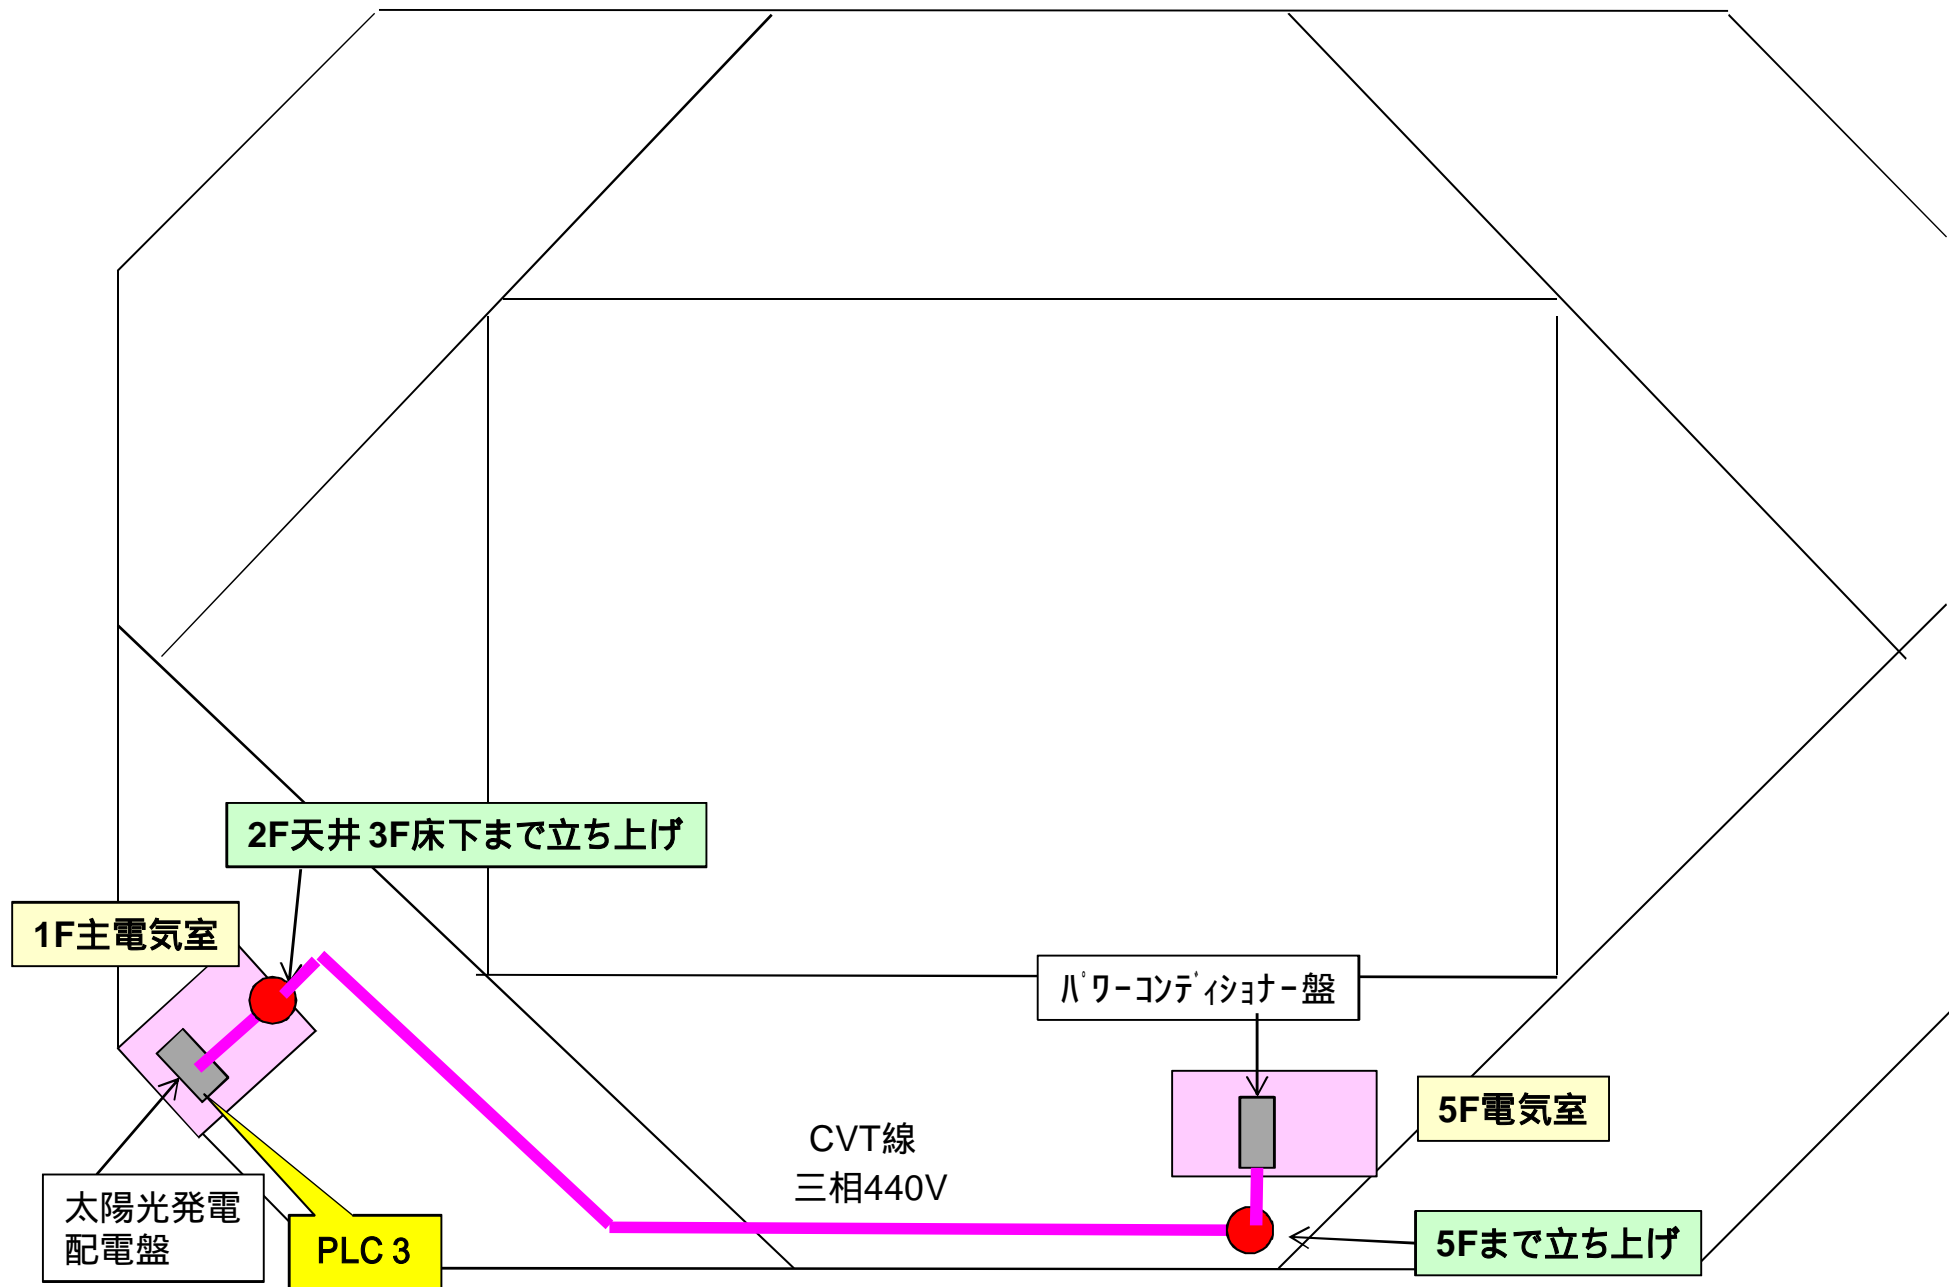 2F天井 3F床下まで立ち上げ
1F主電気室
ﾊﾟﾜｰｺﾝﾃﾞｨｼｮﾅｰ盤
5F電気室
CVT線
三相440V
太陽光発電
配電盤
PLC 3
5Fまで立ち上げ